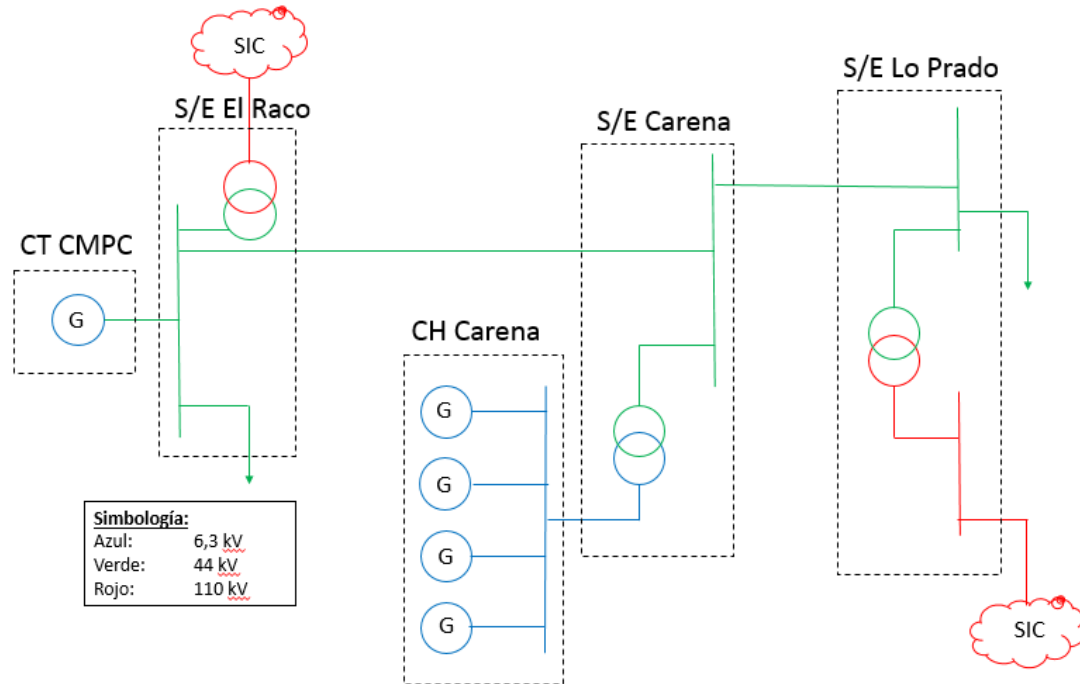 SIC
S/E El Raco
S/E Lo Prado
S/E Carena
CT CMPC
G
CH Carena
G
G
G
G
Simbología:
Azul: 6,3 kV
Verde: 44 kV
Rojo: 110 kV
SIC